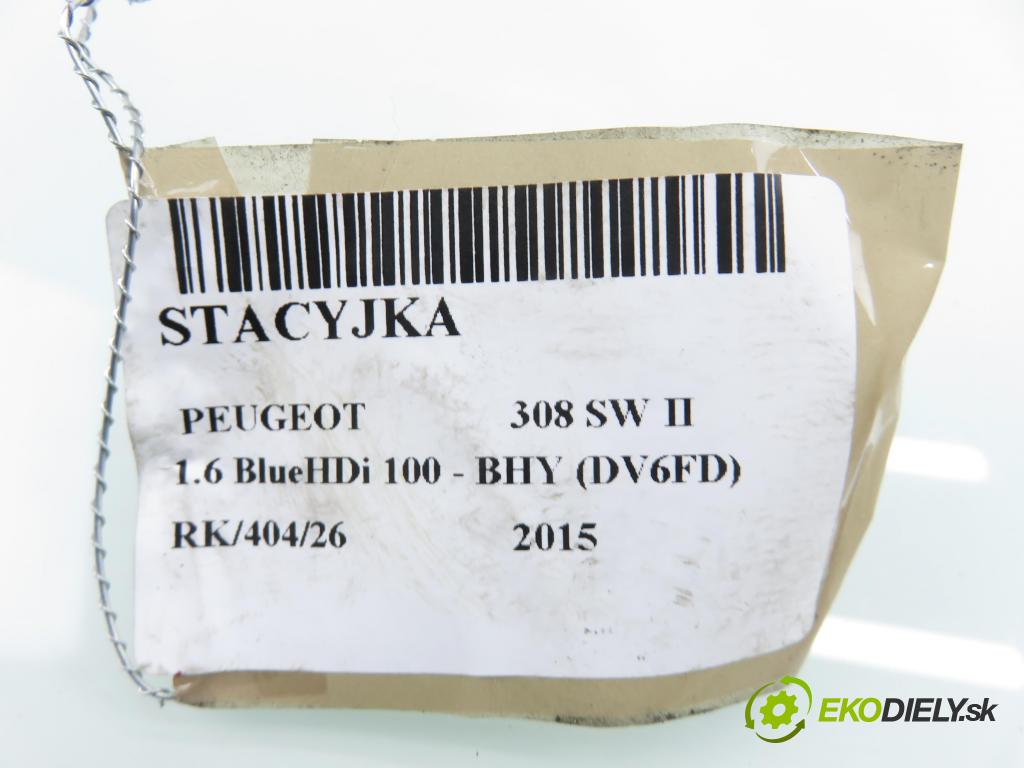 STACYJKA
PEUGEOT 308 SW II
1.6 BlueHDi 100 - BHY (DV6FD)
RK/404/26 2015
EKODIELY.sk